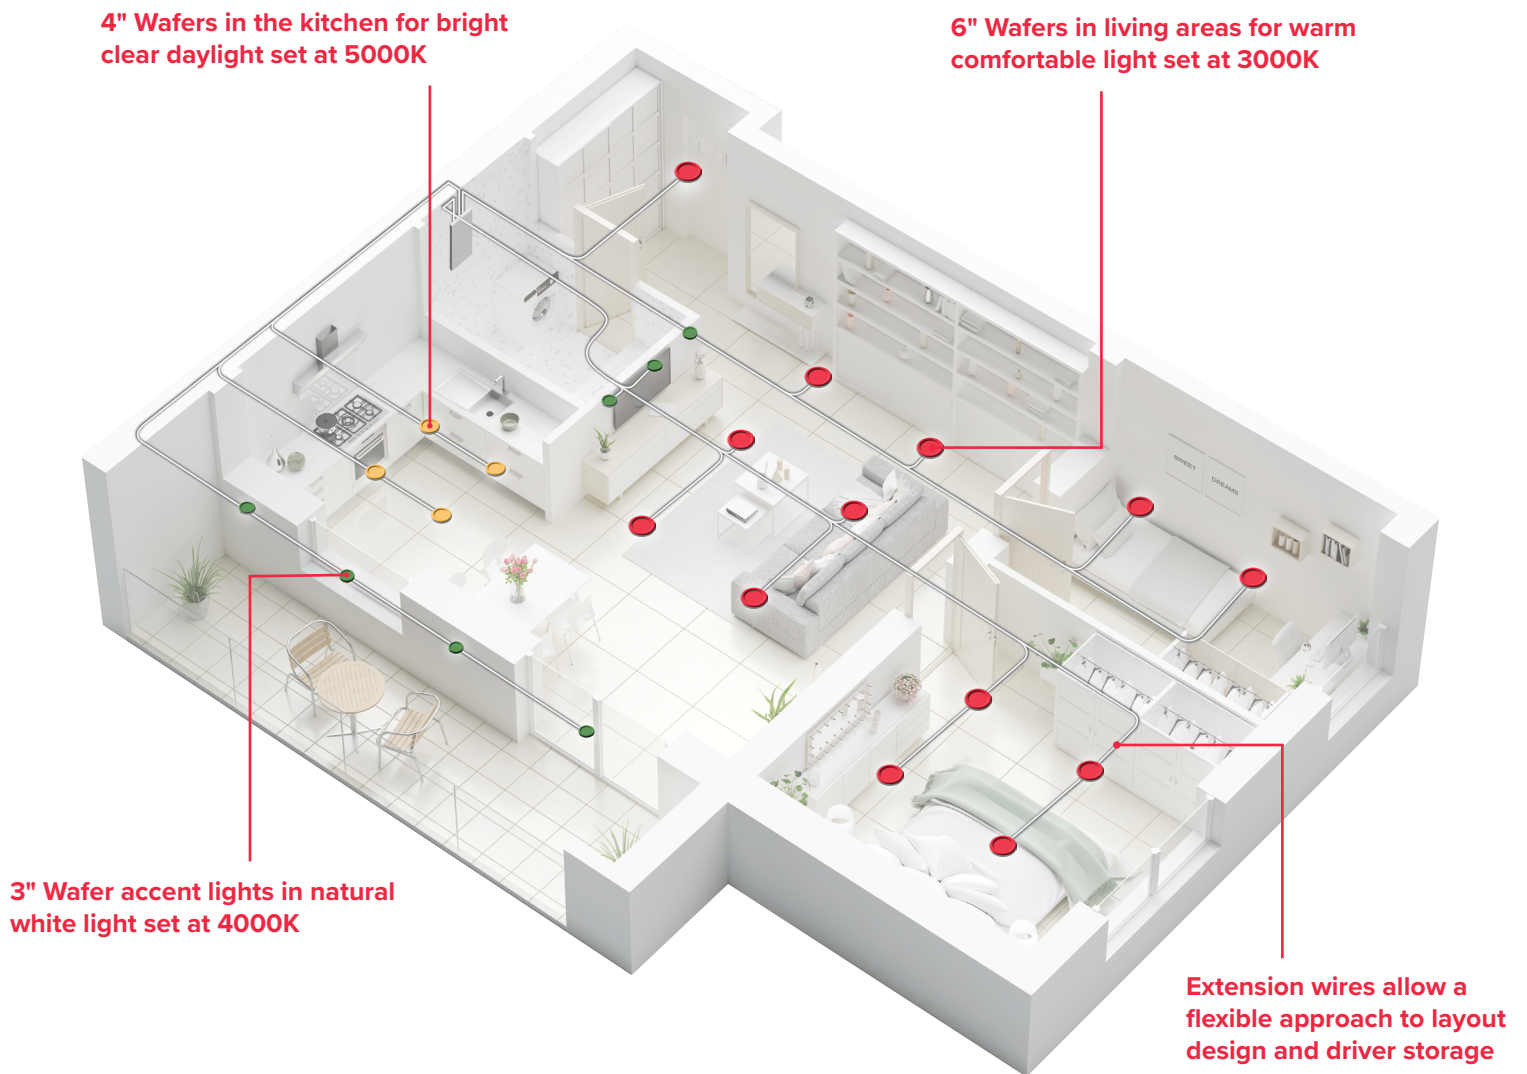 4" Wafers in the kitchen for bright
clear daylight set at 5000K
6" Wafers in living areas for warm
comfortable light set at 3000K
SWEET
DREAMS
3" Wafer accent lights in natural
white light set at 4000K
Extension wires allow a
flexible approach to layout
design and driver storage